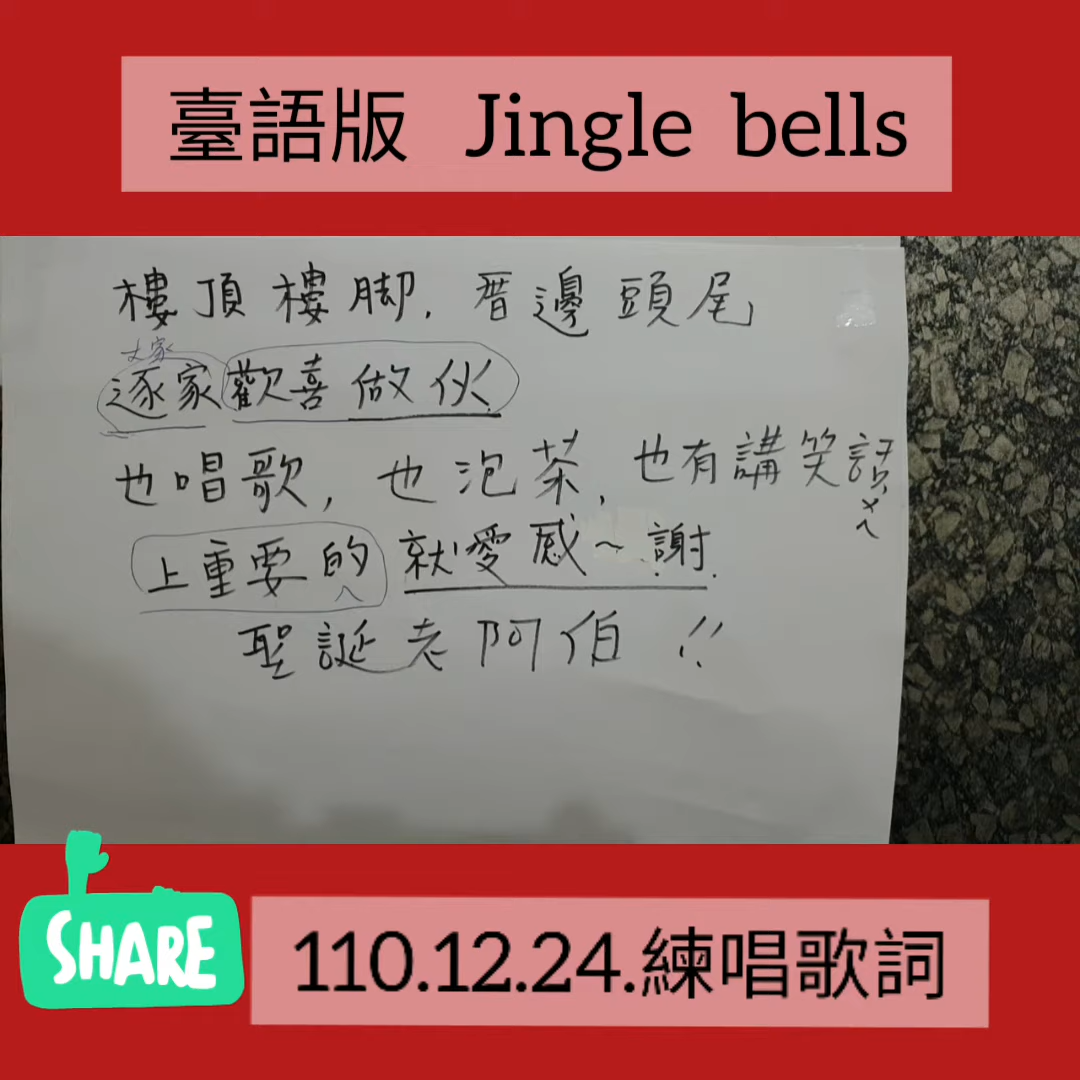 臺語版 Jingle bells
樓頂樓腳，厝邊頭尾
大家
逐家歡喜做伙
也唱歌，也泡茶，也有講笑詼
ㄨㄟ
上重要的就愛感～謝
聖誕老阿伯!!
SHARE
110.12.24.練唱歌詞